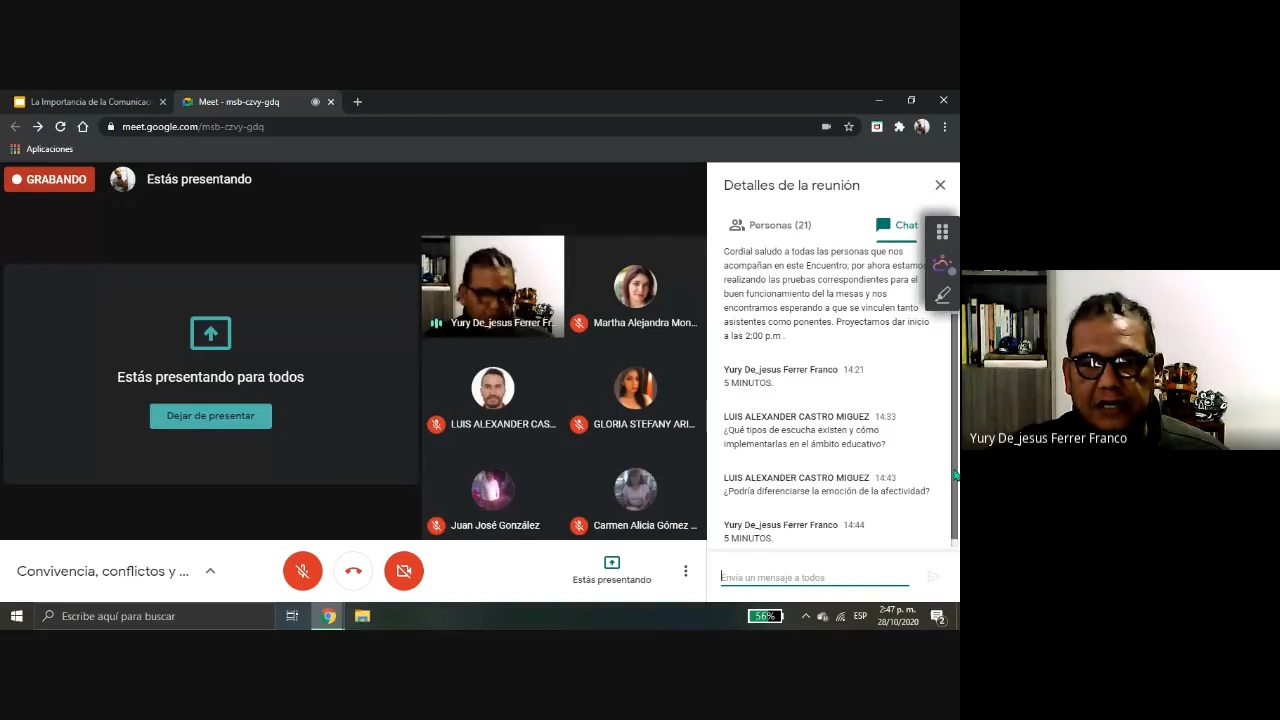 La Importancia de la Comunicac
Meet - msb-czvy-gdq
meet.google.com/msb-czvy-gdq
Aplicaciones
GRABANDO
Estás presentando
Estás presentando para todos
Dejar de presentar
Yury De_jesus Ferrer Fr...
Martha Alejandra Mon...
LUIS ALEXANDER CAS...
GLORIA STEFANY ARI...
Juan José González
Carmen Alicia Gómez ...
Detalles de la reunión
Personas (21)
Chat
Cordial saludo a todas las personas que nos
acompañan en este Encuentro; por ahora estamos
realizando las pruebas correspondientes para el
buen funcionamiento del la mesas y nos
encontramos esperando a que se vinculen tanto
asistentes como ponentes. Proyectamos dar inicio
a las 2:00 p.m .
Yury De_jesus Ferrer Franco 14:21
5 MINUTOS.
LUIS ALEXANDER CASTRO MIGUEZ 14:33
¿Qué tipos de escucha existen y cómo
implementarlas en el ámbito educativo?
LUIS ALEXANDER CASTRO MIGUEZ 14:43
¿Podría diferenciarse la emoción de la afectividad?
Yury De_jesus Ferrer Franco 14:44
5 MINUTOS.
Envía un mensaje a todos
Convivencia, conflictos y ...
Estás presentando
Escribe aquí para buscar
56%
ESP
2:47 p. m.
28/10/2020
2
Yury De_jesus Ferrer Franco